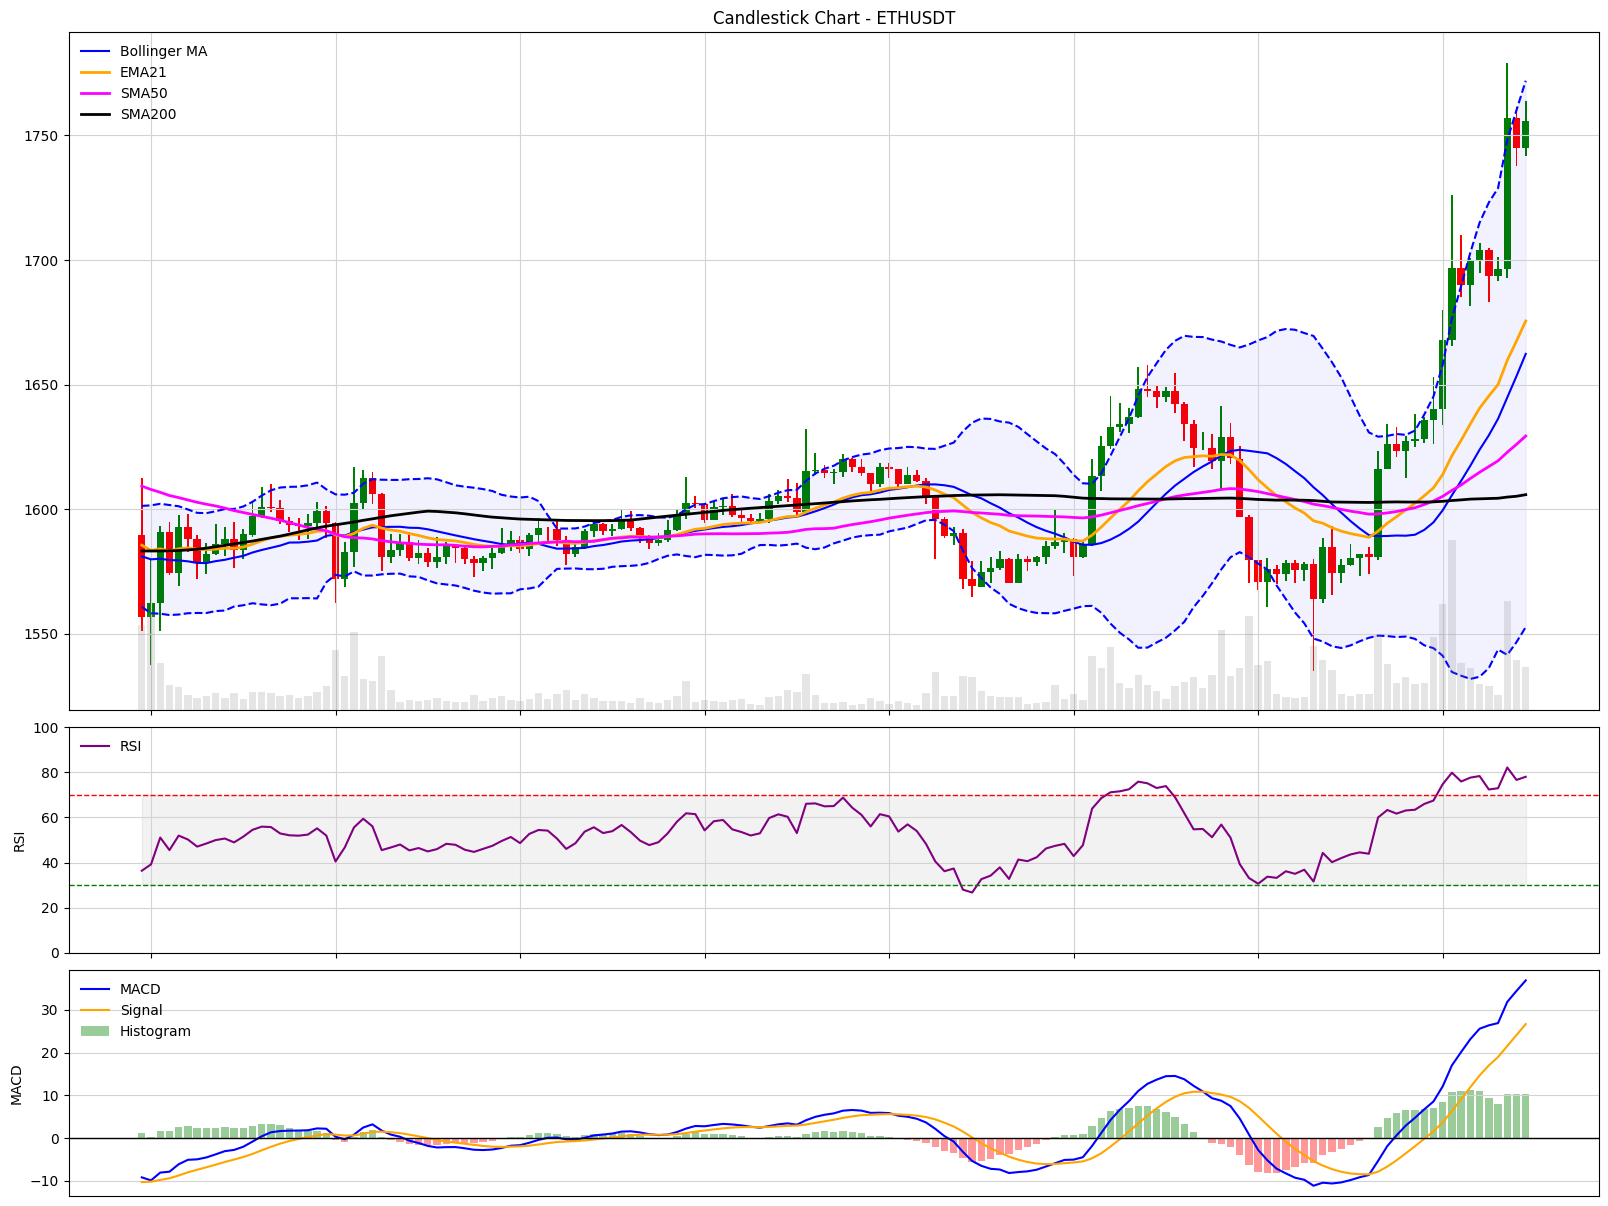 Candlestick Chart - ETHUSDT
Bollinger MA
EMA21
SMA50
SMA200
1750
1700
1650
1600
1550
RSI
100
80
60
40
20
0
RSI
MACD
Signal
Histogram
30
20
10
0
−10
MACD